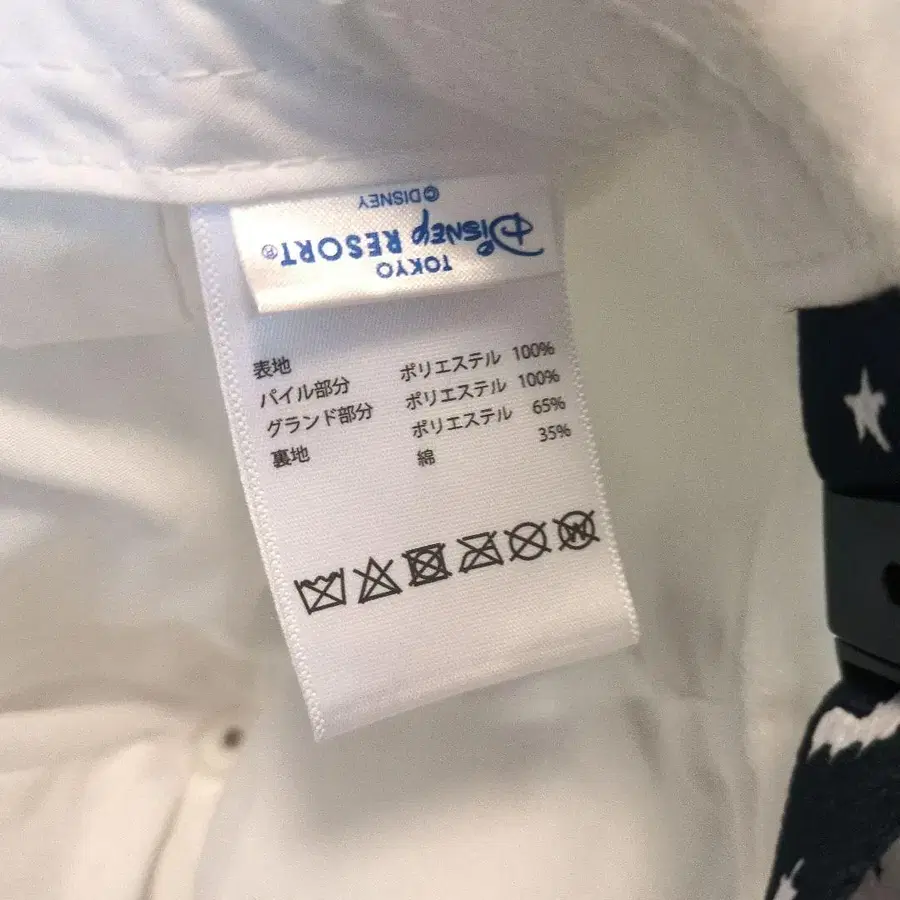 TOKYO
Disney RESORT®
©DISNEY
表地
パイル部分 ポリエステル 100%
グランド部分 ポリエステル 100%
裏地 ポリエステル 65%
綿 35%